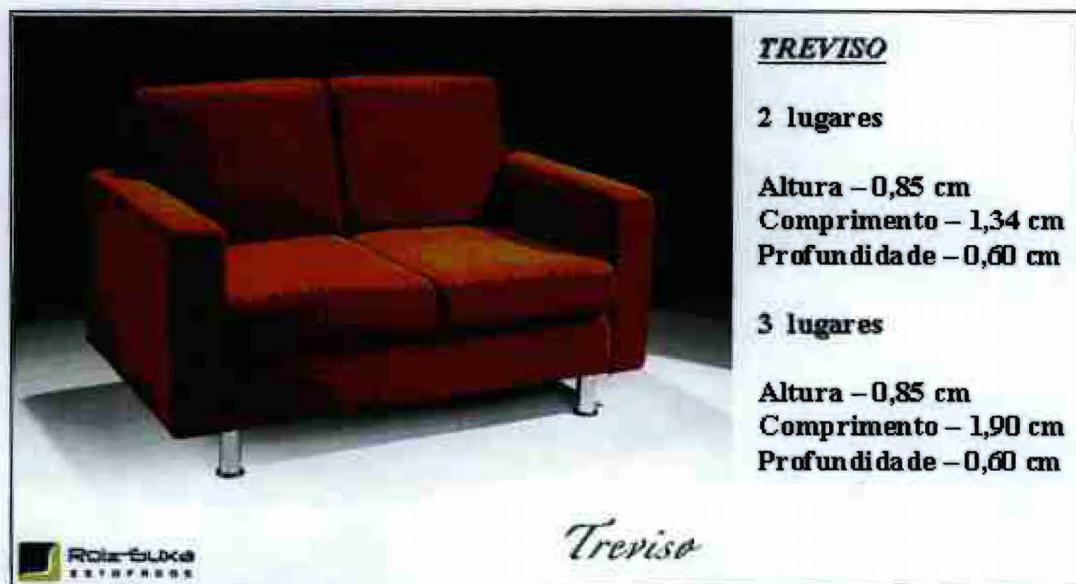 TREVISO
2 lugares
Altura – 0,85 cm
Comprimento – 1,34 cm
Profundidade – 0,60 cm
3 lugares
Altura – 0,85 cm
Comprimento – 1,90 cm
Profundidade – 0,60 cm
Treviso
ESTOFADOS